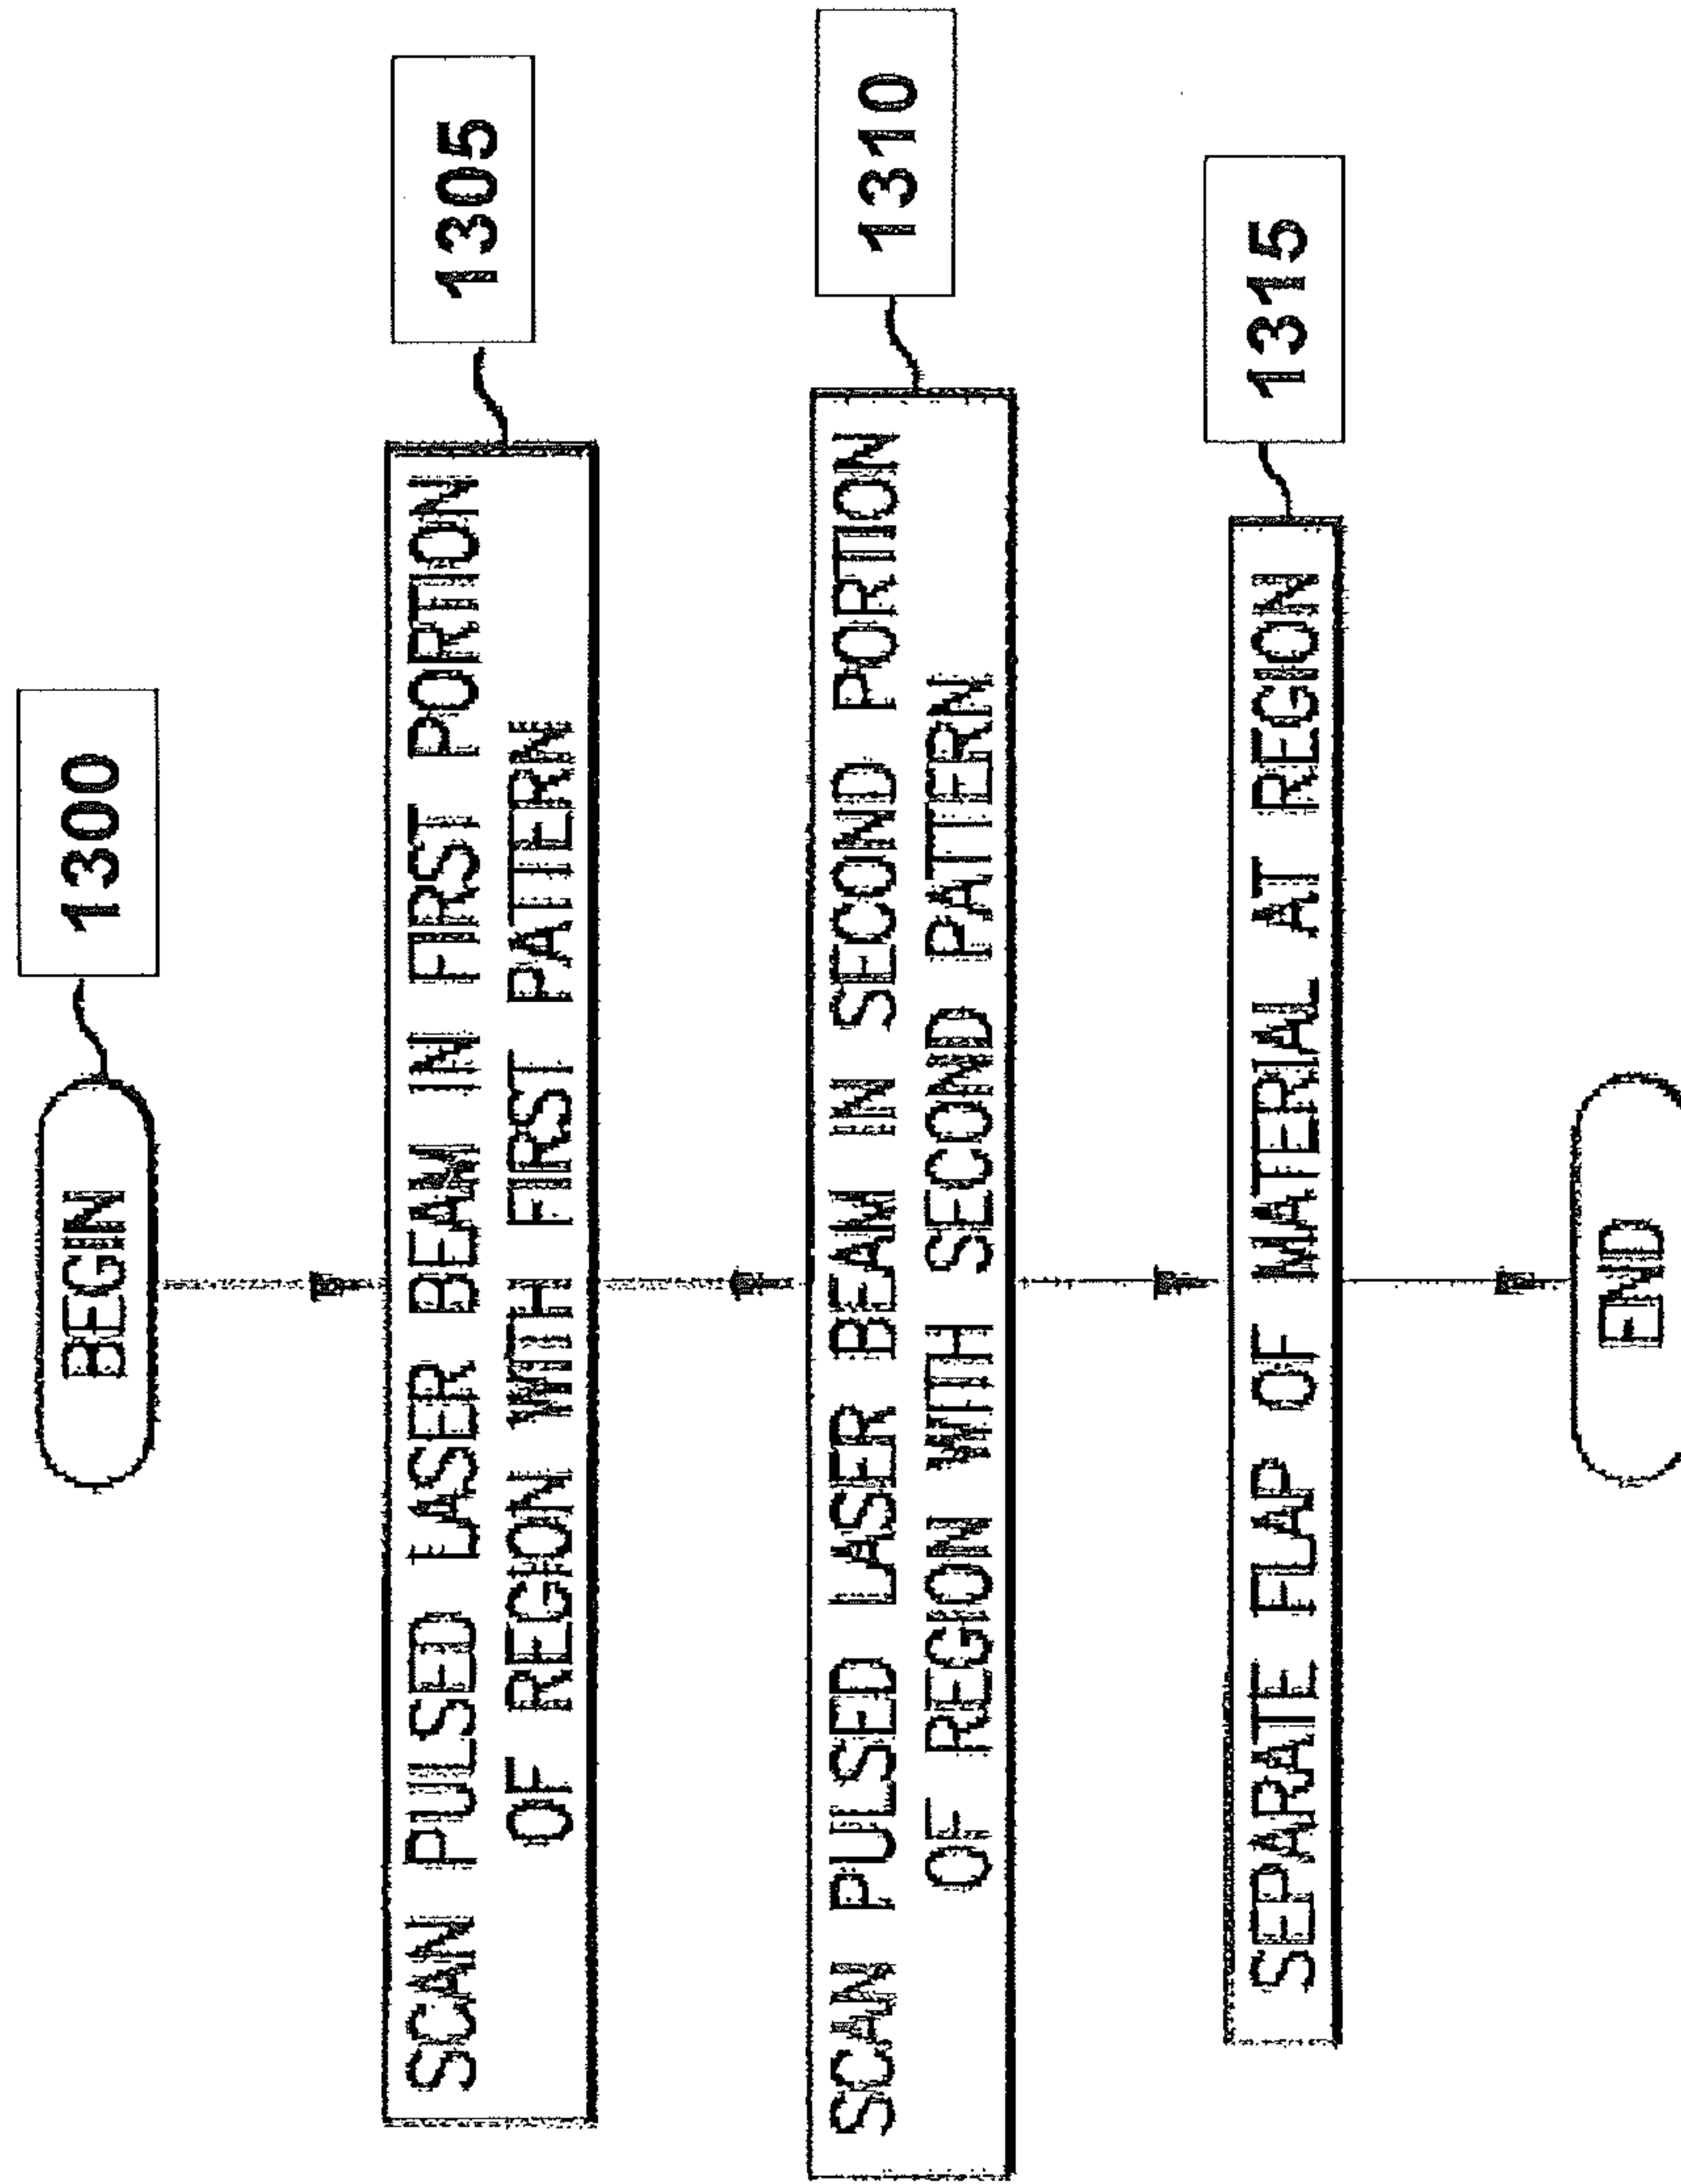 1300
BEGIN
1305
SCAN PULSED LASER BEAM IN FIRST PORTION
OF REGION WITH FIRST PATTERN
1310
SCAN PULSED LASER BEAM IN SECOND PORTION
OF REGION WITH SECOND PATTERN
1315
SEPARATE FLAP OF MATERIAL AT REGION
END